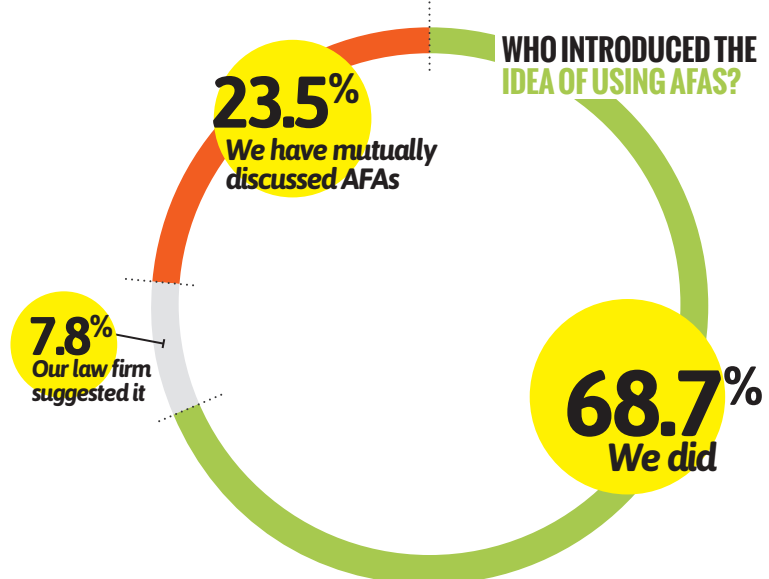 WHO INTRODUCED THE
IDEA OF USING AFAS?
23.5%
We have mutually
discussed AFAs
7.8%
Our law firm
suggested it
68.7%
We did